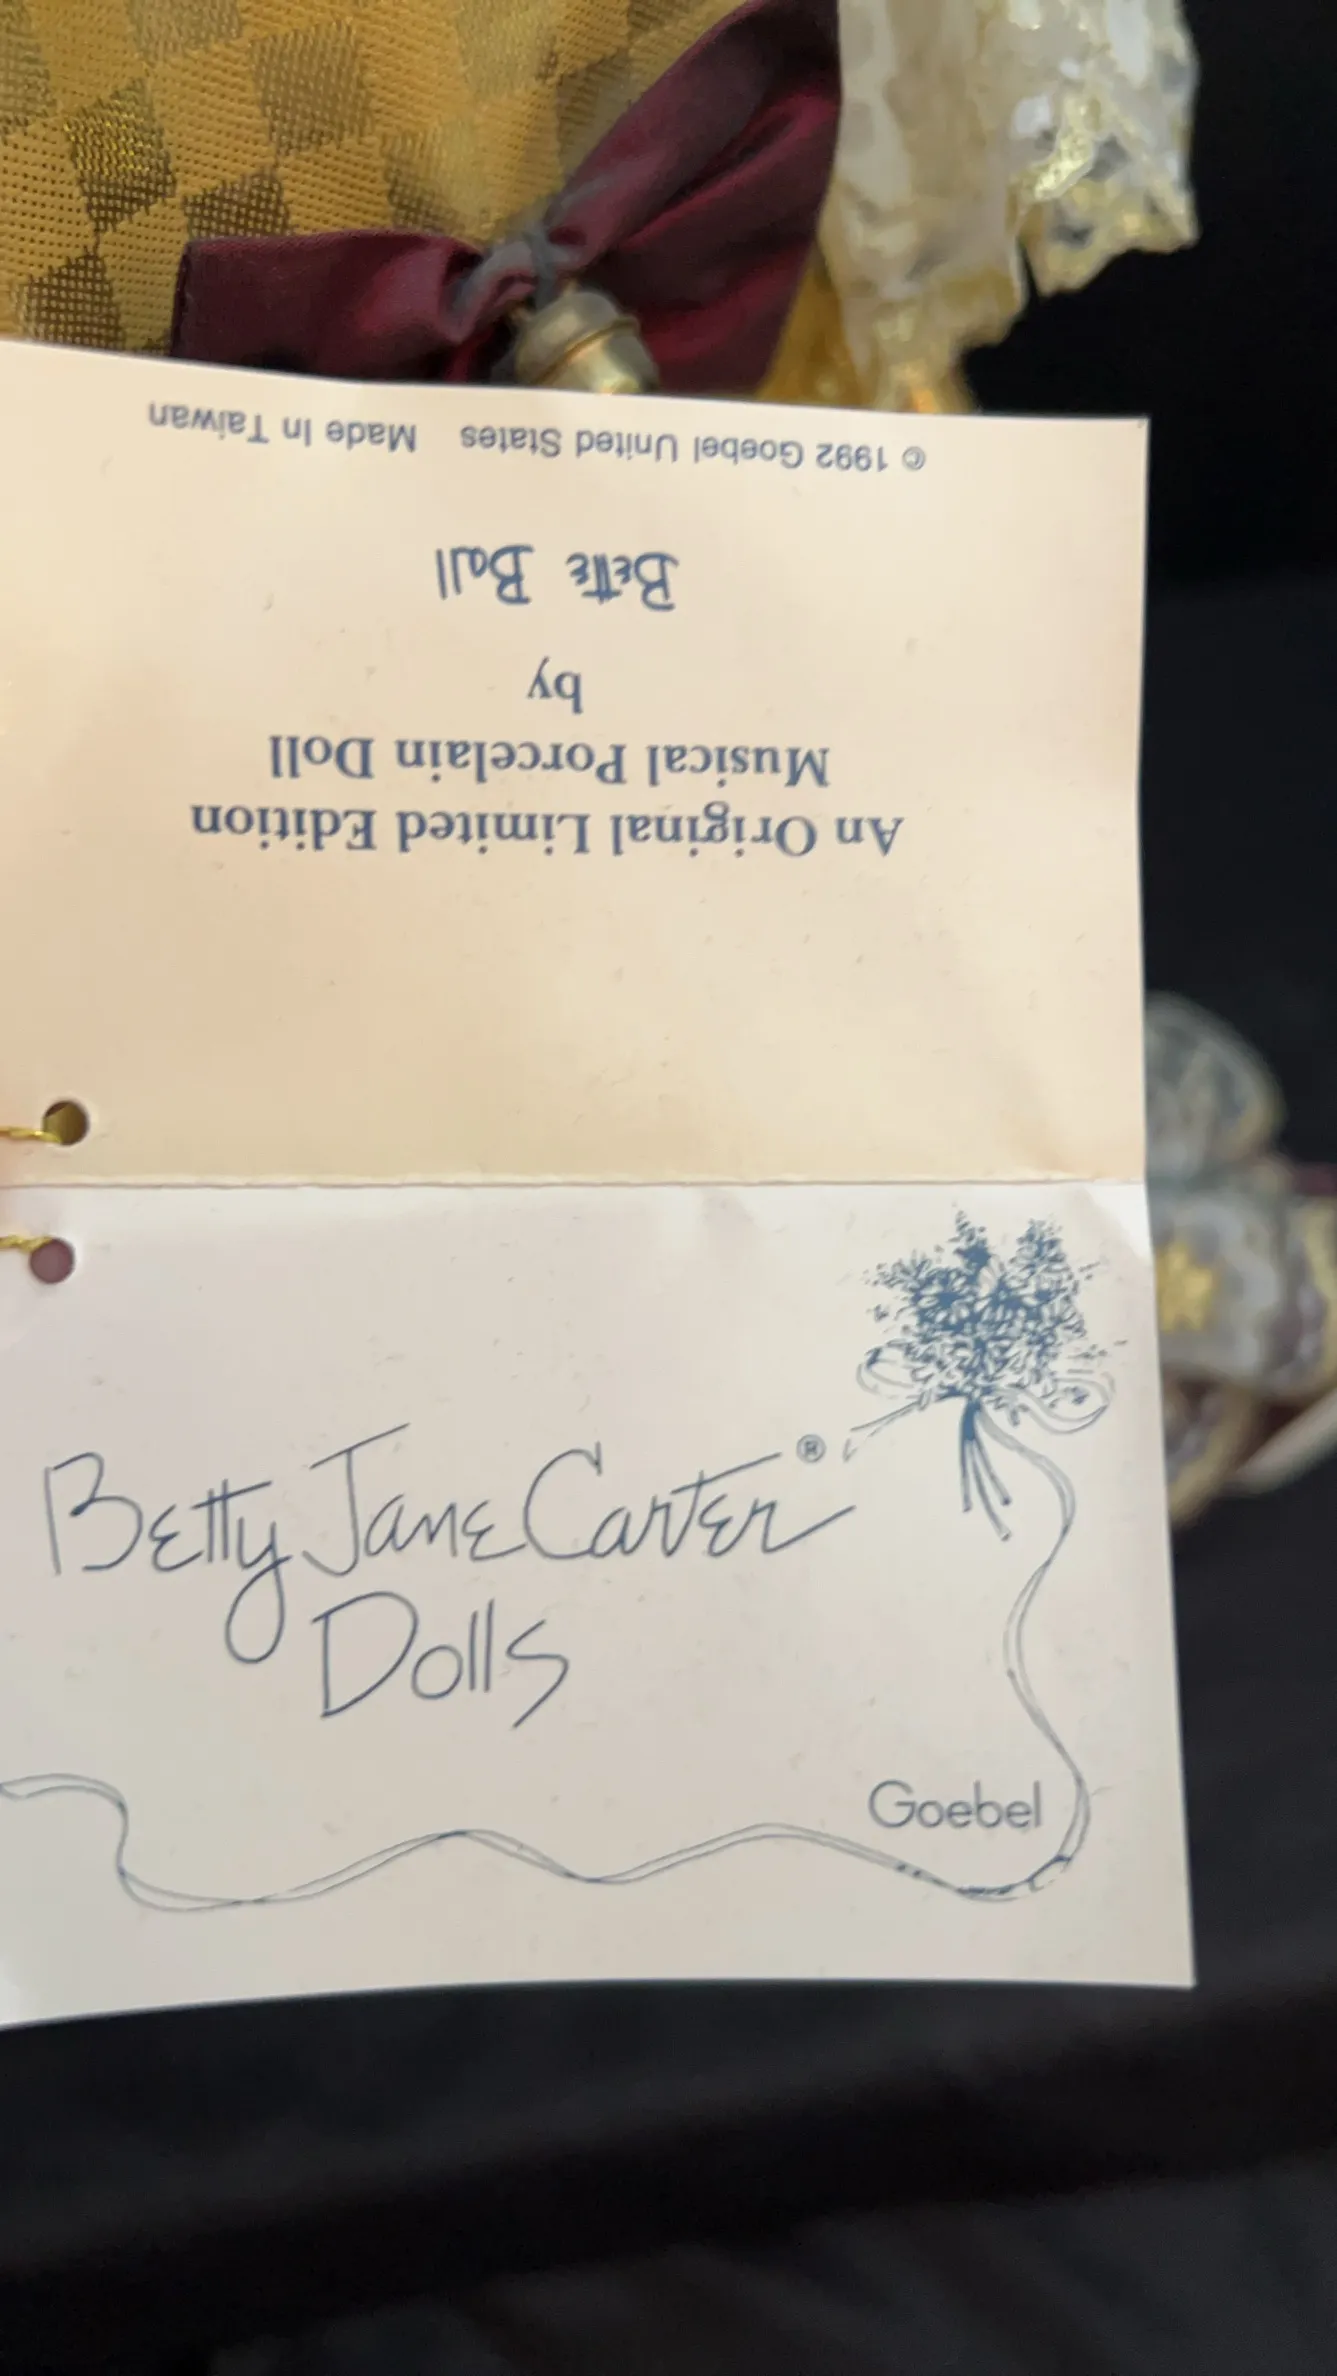 Betty Jane Carter®
Dolls
Goebel
An Original Limited Edition
Musical Porcelain Doll
by
Bette Ball
© 1992 Goebel United States Made In Taiwan